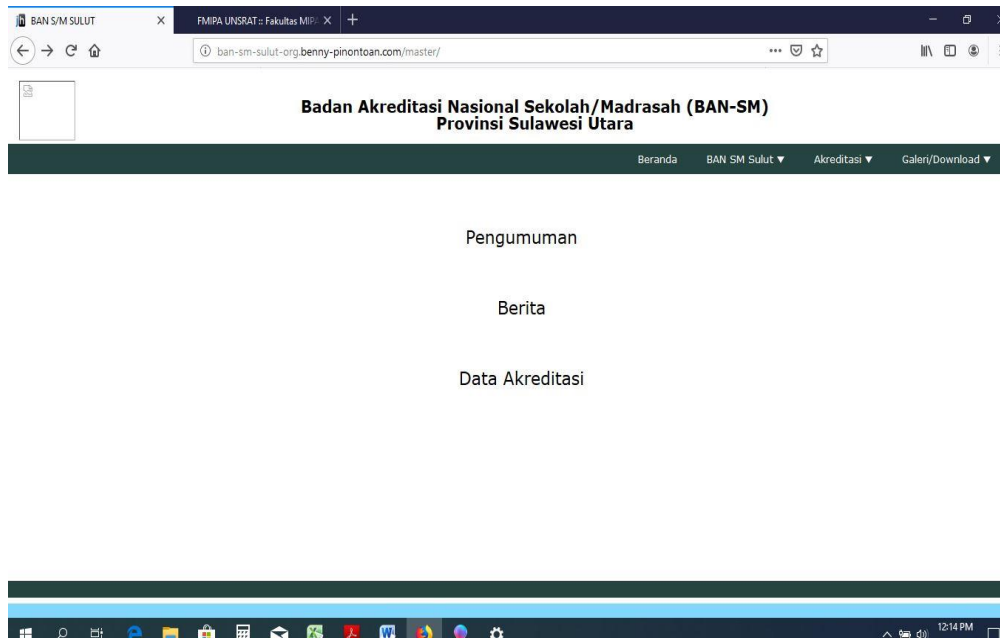 BAN S/M SULUT
FMIPA UNSRAT :: Fakultas MIPA
ban-sm-sulut-org.benny-pinontoan.com/master/
Badan Akreditasi Nasional Sekolah/Madrasah (BAN-SM)
Provinsi Sulawesi Utara
Beranda BAN SM Sulut ▼ Akreditasi ▼ Galeri/Download ▼
Pengumuman
Berita
Data Akreditasi
12:14 PM